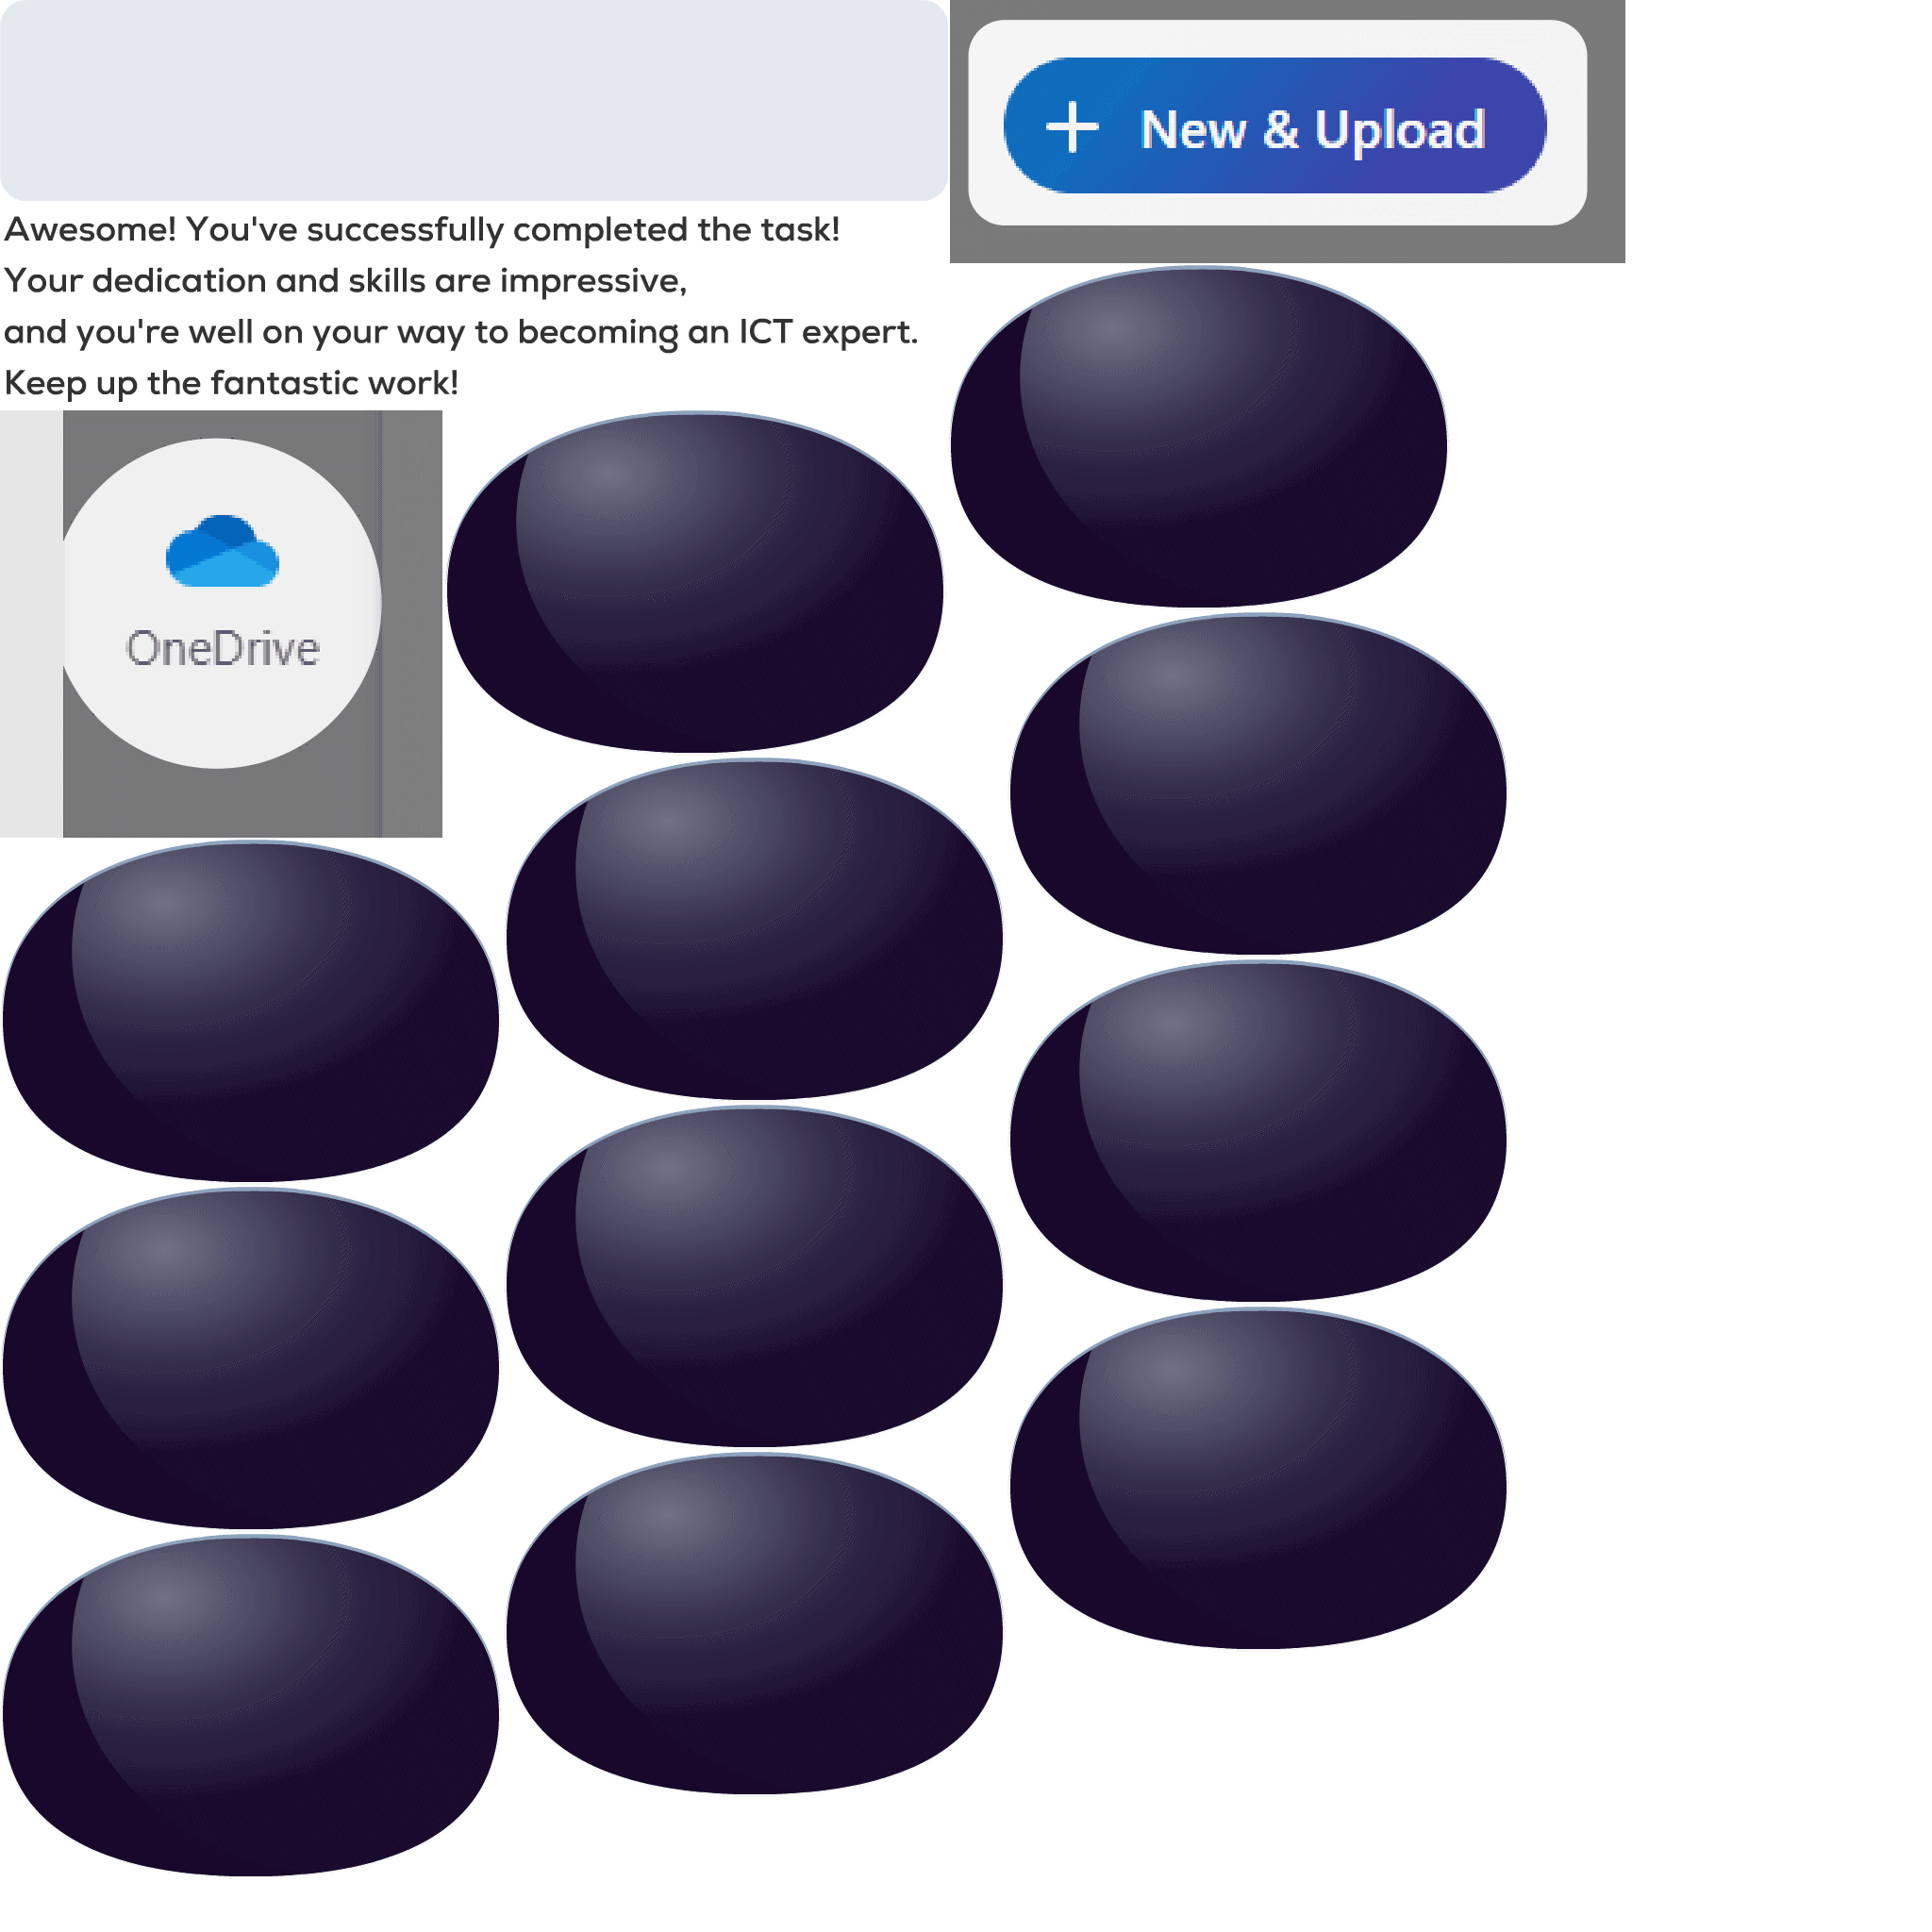 + New & Upload
Awesome! You've successfully completed the task!
Your dedication and skills are impressive,
and you're well on your way to becoming an ICT expert.
Keep up the fantastic work!
OneDrive